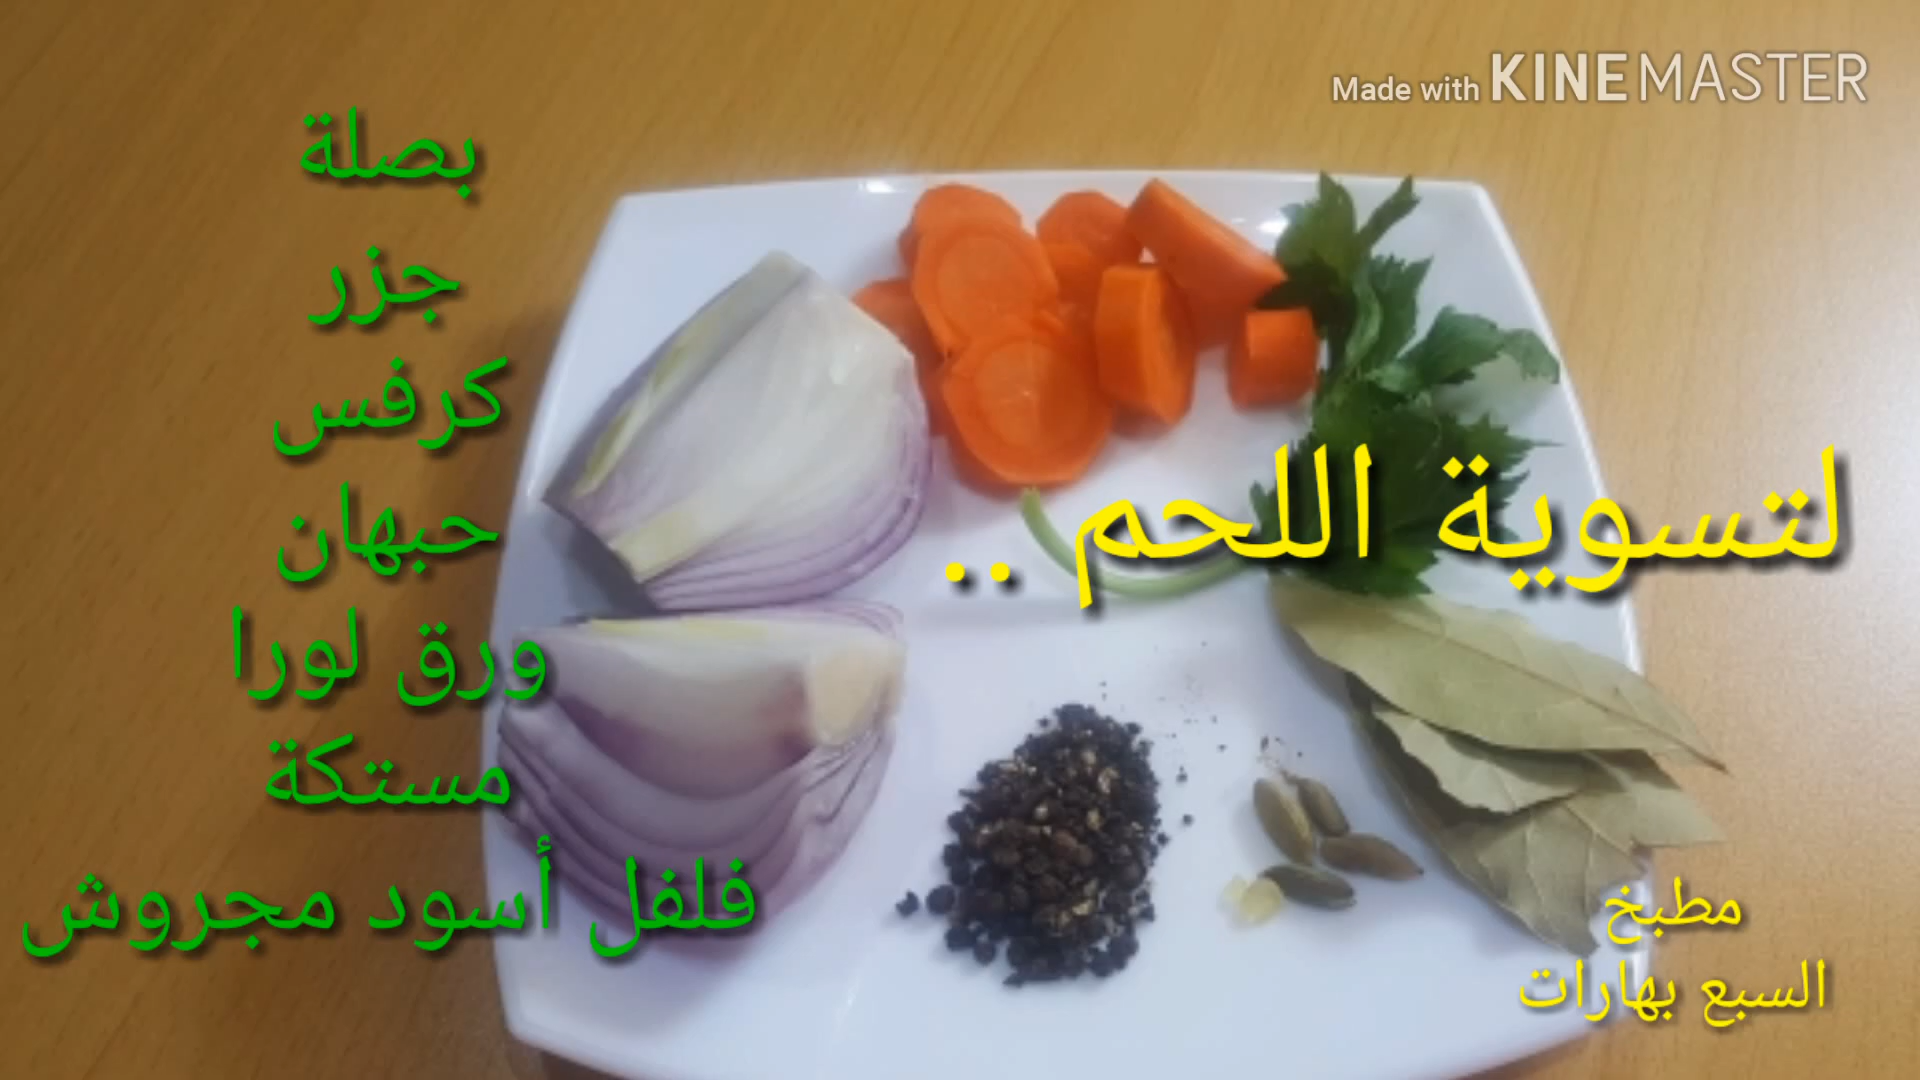 Made with KINEMASTER
بصلة
جزر
كرفس
حبهان
ورق لورا
مستكة
فلفل أسود مجروش
لتسوية اللحم ..
مطبخ
السبع بهارات